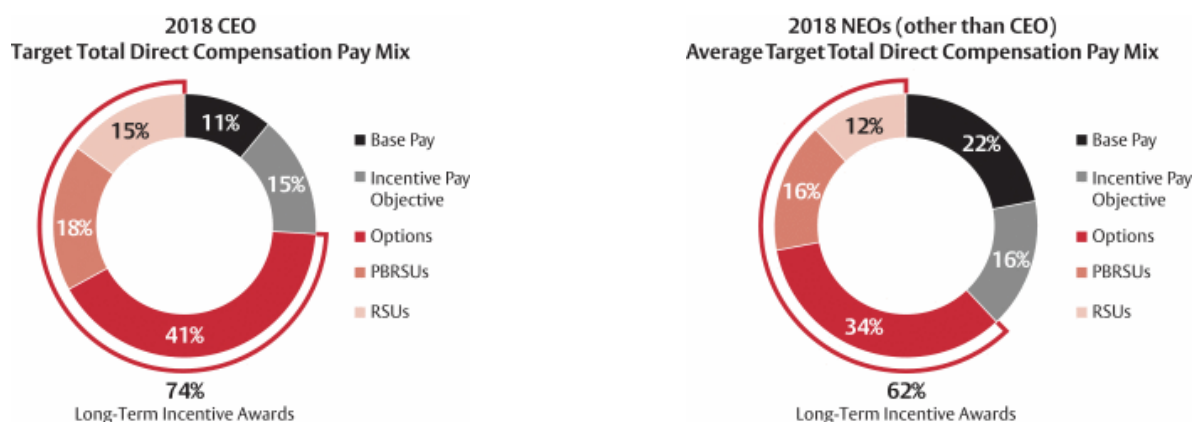 2018 CEO
Target Total Direct Compensation Pay Mix
15%
11%
15%
18%
41%
Base Pay
Incentive Pay
Objective
Options
PBRSUs
RSUs
74%
Long-Term Incentive Awards
2018 NEOs (other than CEO)
Average Target Total Direct Compensation Pay Mix
12%
22%
16%
16%
34%
Base Pay
Incentive Pay
Objective
Options
PBRSUs
RSUs
62%
Long-Term Incentive Awards